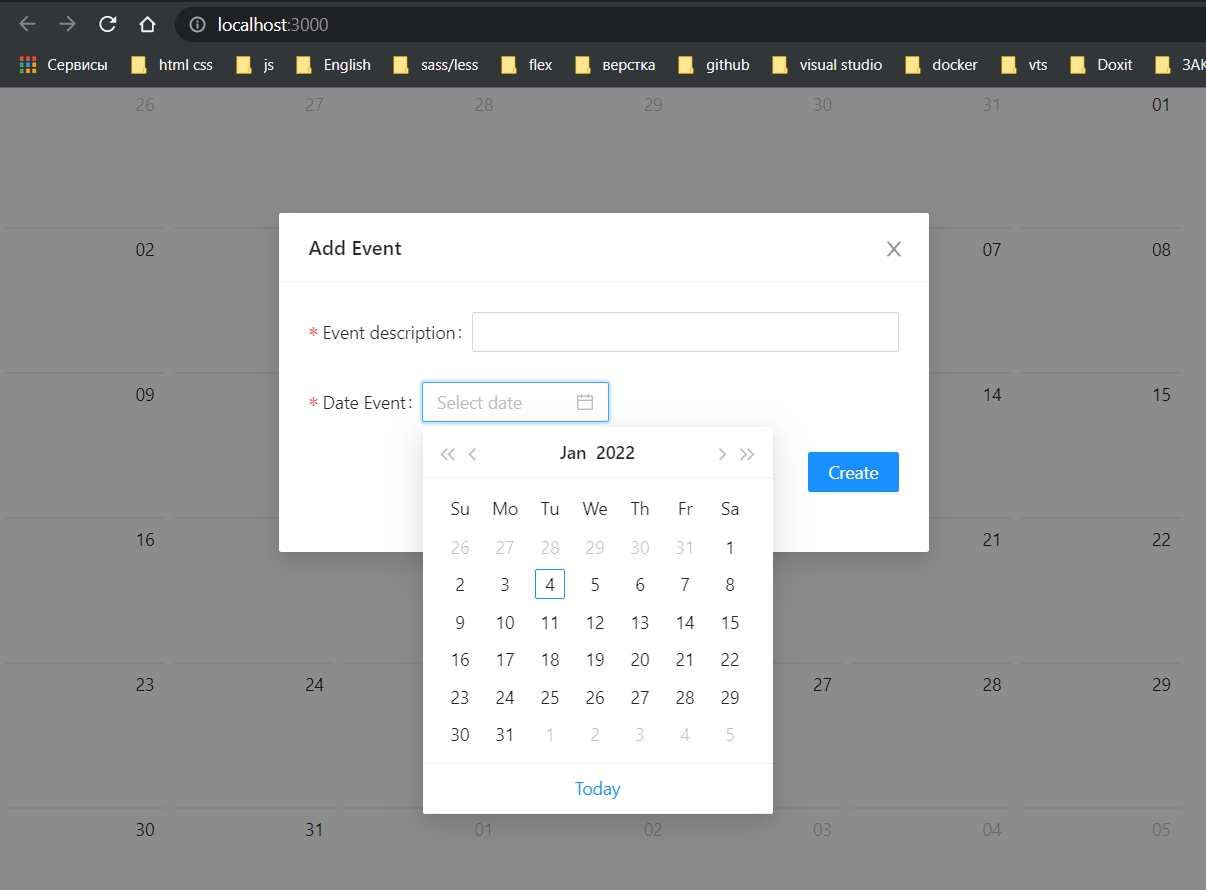 localhost:3000
Сервисы html css js English sass/less flex верстка github visual studio docker vts Doxit ЗАК
26 27 28 29 30 31 01
02 07 08
09 14 15
16 21 22
23 24 27 28 29
30 31 01 02 03 04 05
Add Event
* Event description:
* Date Event: Select date
Create
Jan 2022
Su Mo Tu We Th Fr Sa
26 27 28 29 30 31 1
2 3 4 5 6 7 8
9 10 11 12 13 14 15
16 17 18 19 20 21 22
23 24 25 26 27 28 29
30 31 1 2 3 4 5
Today